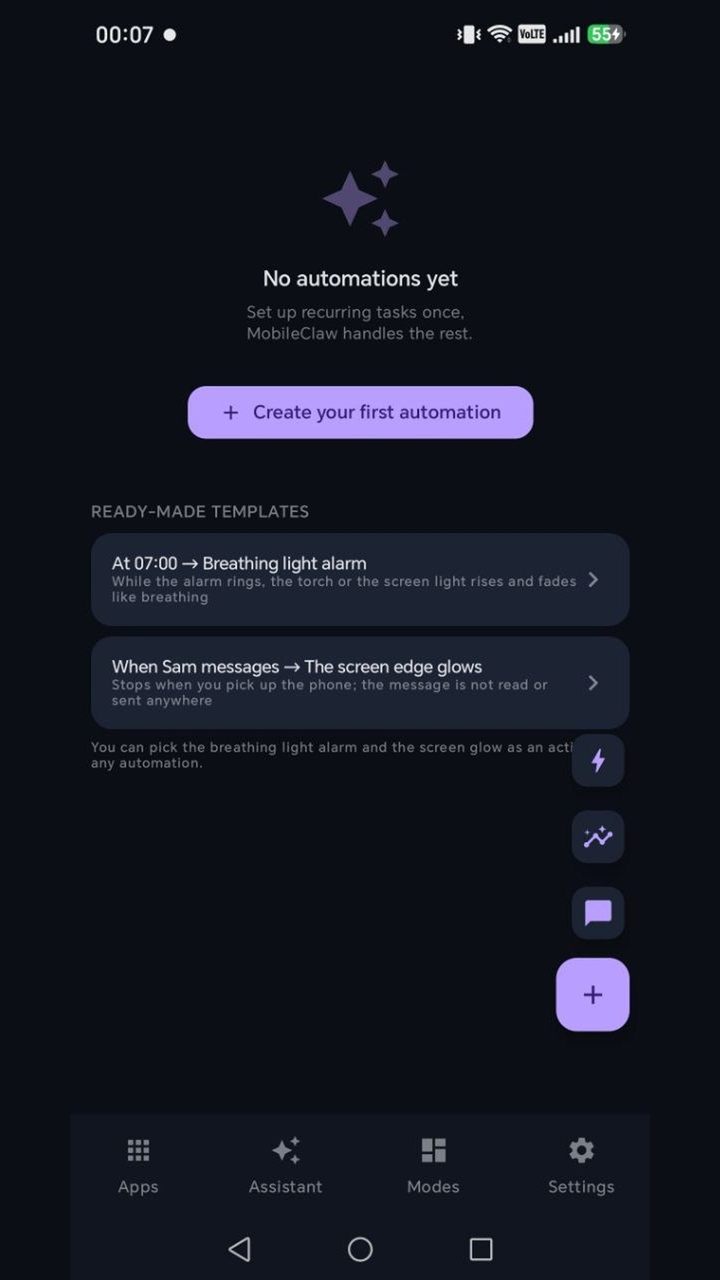 00:07
VoLTE
55
No automations yet
Set up recurring tasks once,
MobileClaw handles the rest.
+ Create your first automation
READY-MADE TEMPLATES
At 07:00 → Breathing light alarm
While the alarm rings, the torch or the screen light rises and fades
like breathing
When Sam messages → The screen edge glows
Stops when you pick up the phone; the message is not read or
sent anywhere
You can pick the breathing light alarm and the screen glow as an
any automation.
Apps
Assistant
Modes
Settings